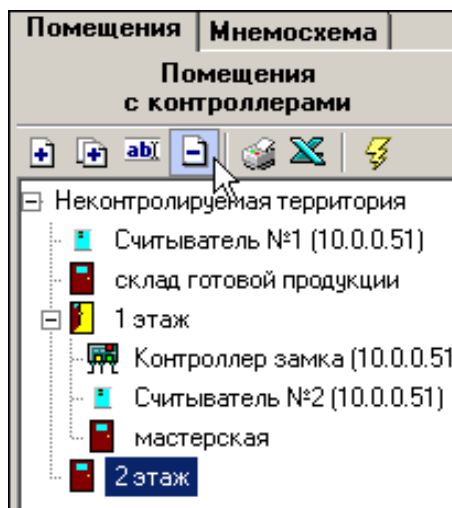 Помещения Мнемосхема
Помещения
с контроллерами
ab
Неконтролируемая территория
Считыватель №1 (10.0.0.51)
склад готовой продукции
1 этаж
Контроллер замка (10.0.0.51
Считыватель №2 (10.0.0.51)
мастерская
2 этаж